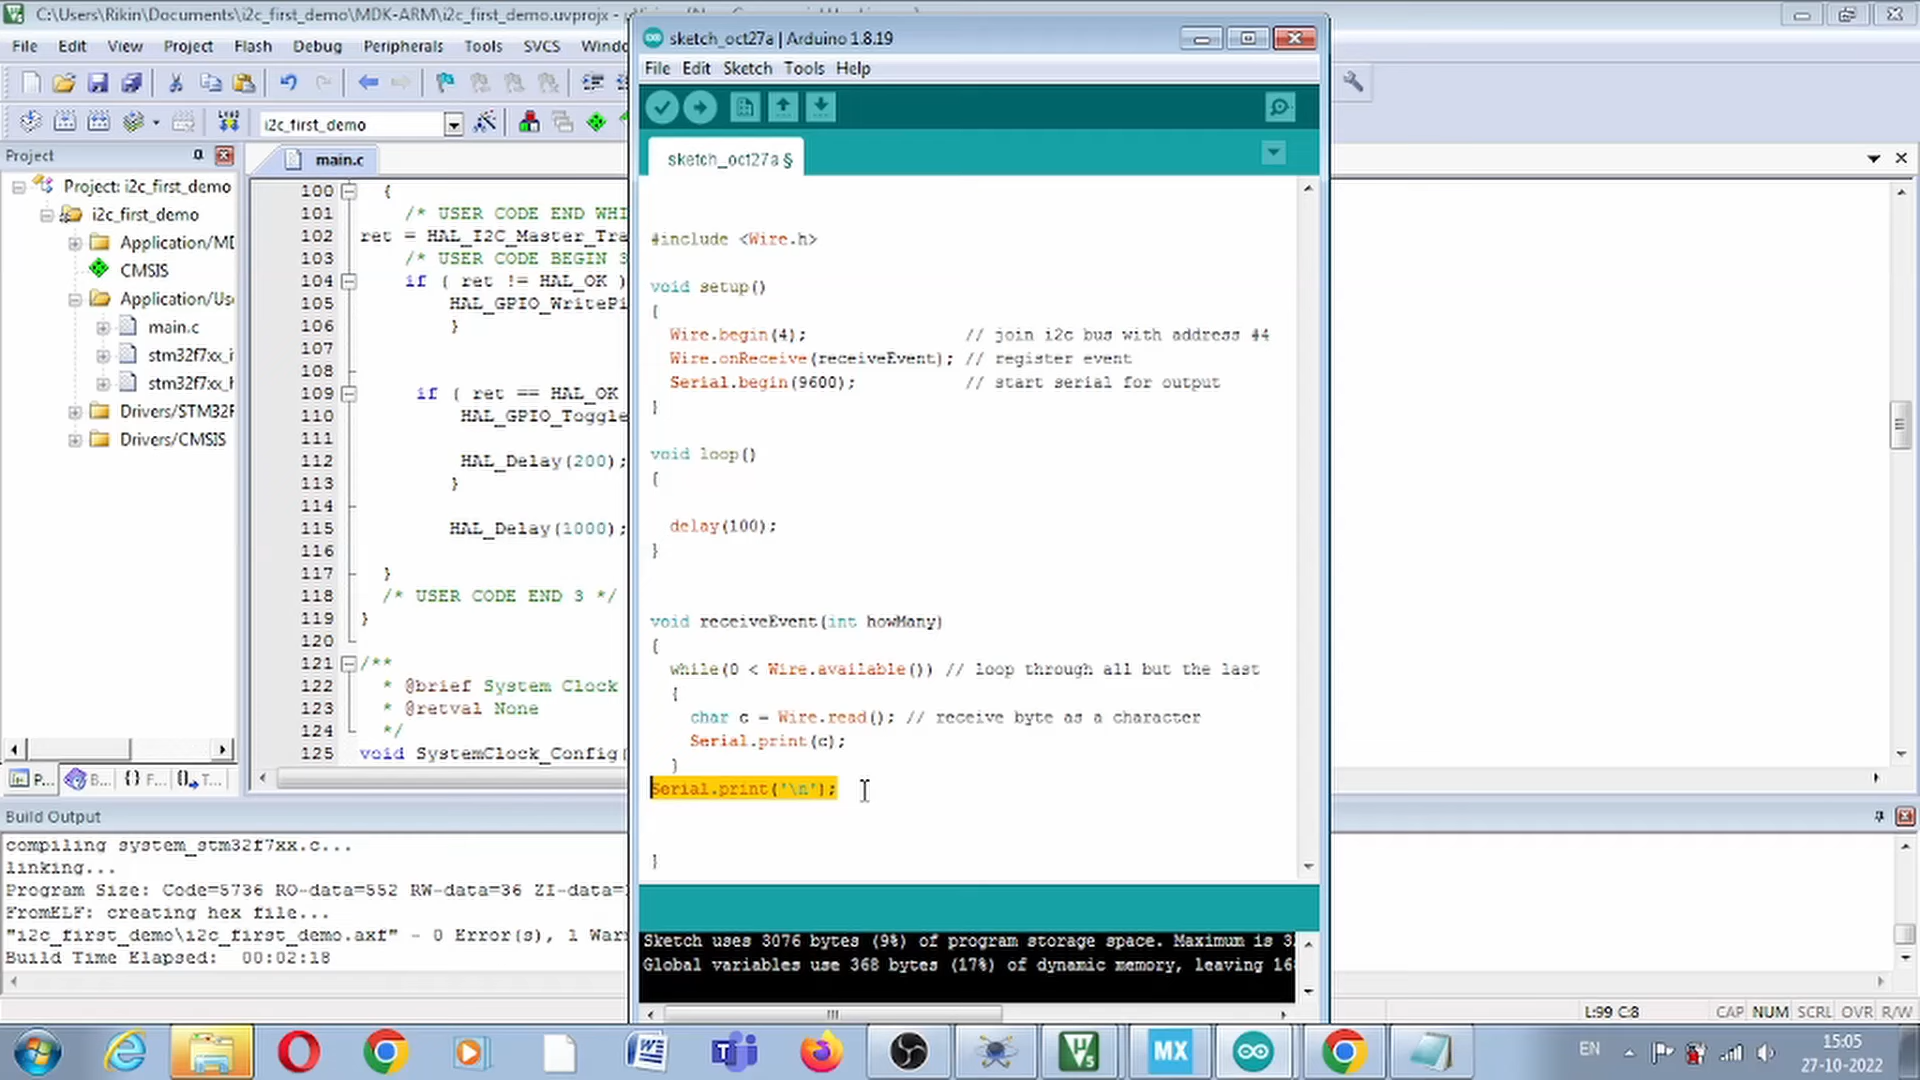 C:\Users\Rikin\Documents\i2c_first_demo\MDK-ARM\i2c_first_demo.uvprojx -
File Edit View Project Flash Debug Peripherals Tools SVCS Windo
i2c_first_demo
Project
main.c
Project: i2c_first_demo
i2c_first_demo
Application/MD
CMSIS
Application/Use
main.c
stm32f7xx_i
stm32f7xx_h
Drivers/STM32F
Drivers/CMSIS
P... B... {} F... T...
100 {
101 /* USER CODE END WHI
102 ret = HAL_I2C_Master_Tra
103 /* USER CODE BEGIN 3
104 if ( ret != HAL_OK )
105 HAL_GPIO_WritePi
106 }
107
108
109 if ( ret == HAL_OK
110 HAL_GPIO_Toggle
111
112 HAL_Delay(200);
113 }
114
115 HAL_Delay(1000);
116
117 }
118 /* USER CODE END 3 */
119 }
120
121 /**
122 * @brief System Clock
123 * @retval None
124 */
125 void SystemClock_Config(
sketch_oct27a | Arduino 1.8.19
File Edit Sketch Tools Help
sketch_oct27a §
#include <Wire.h>
void setup()
{
Wire.begin(4); // join i2c bus with address #4
Wire.onReceive(receiveEvent); // register event
Serial.begin(9600); // start serial for output
}
void loop()
{
delay(100);
}
void receiveEvent(int howMany)
{
while(0 < Wire.available()) // loop through all but the last
{
char c = Wire.read(); // receive byte as a character
Serial.print(c);
}
Serial.print('\n');
}
Sketch uses 3076 bytes (9%) of program storage space. Maximum is 3
Global variables use 368 bytes (17%) of dynamic memory, leaving 16
Build Output
compiling system_stm32f7xx.c...
linking...
Program Size: Code=5736 RO-data=552 RW-data=36 ZI-data=
FromELF: creating hex file...
"i2c_first_demo\i2c_first_demo.axf" - 0 Error(s), 1 War
Build Time Elapsed: 00:02:18
L:99 C:8 CAP NUM SCRL OVR R/W
MX
EN
15:05
27-10-2022